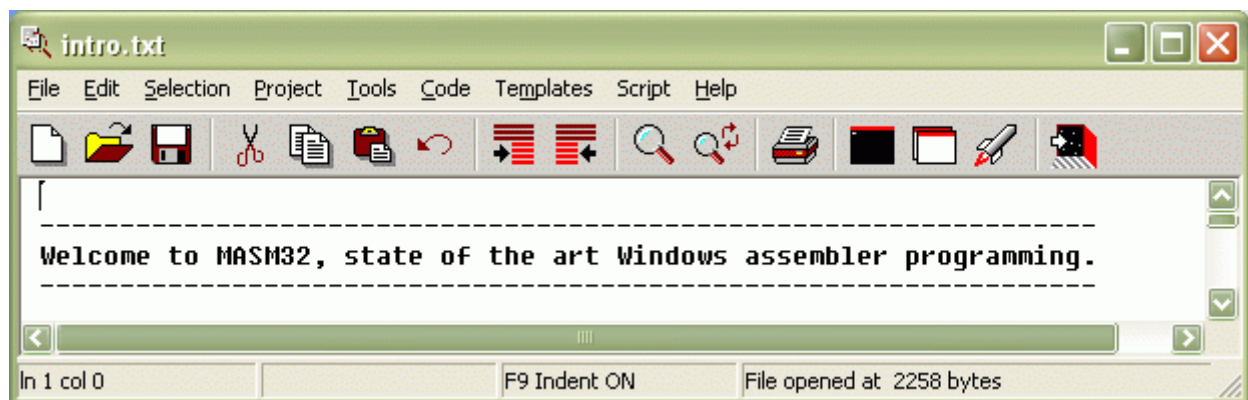 intro.txt
File Edit Selection Project Tools Code Templates Script Help
----------------------------------------------------------------------
Welcome to MASM32, state of the art Windows assembler programming.
----------------------------------------------------------------------
ln 1 col 0 F9 Indent ON File opened at 2258 bytes